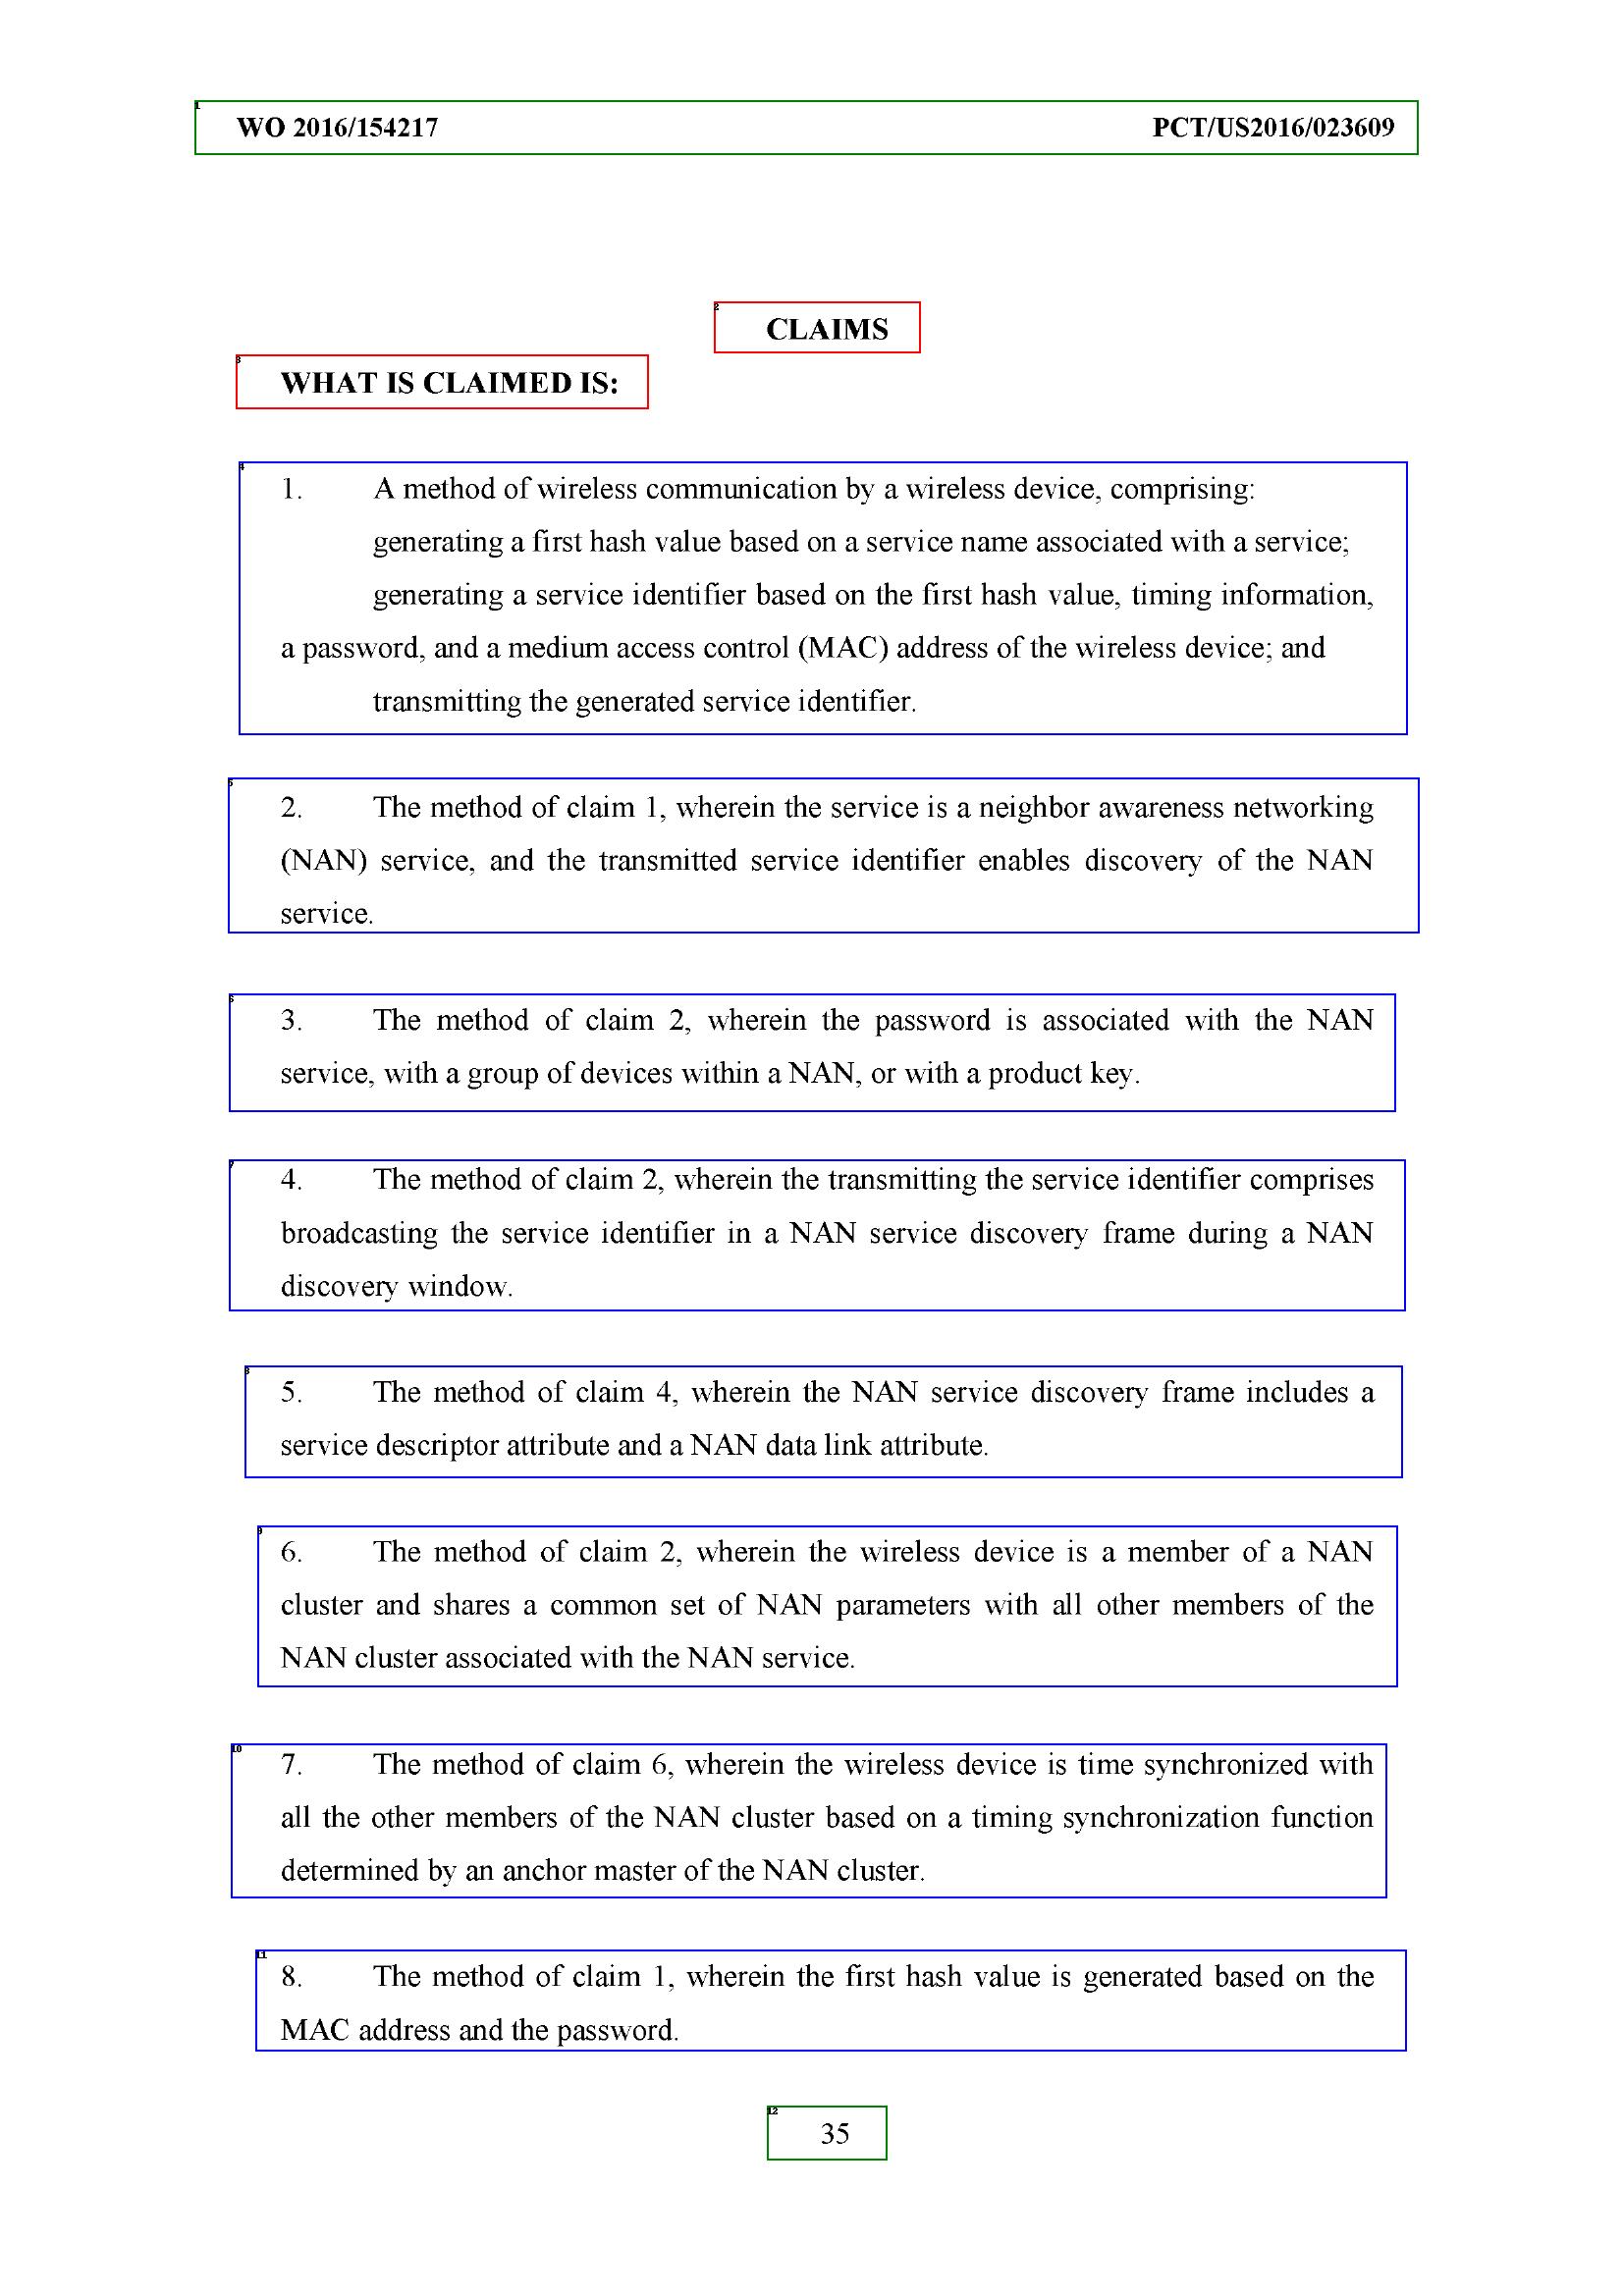 1
WO 2016/154217 PCT/US2016/023609
2
CLAIMS
3
WHAT IS CLAIMED IS:
4
1. A method of wireless communication by a wireless device, comprising:
generating a first hash value based on a service name associated with a service;
generating a service identifier based on the first hash value, timing information,
a password, and a medium access control (MAC) address of the wireless device; and
transmitting the generated service identifier.
5
2. The method of claim 1, wherein the service is a neighbor awareness networking
(NAN) service, and the transmitted service identifier enables discovery of the NAN
service.
6
3. The method of claim 2, wherein the password is associated with the NAN
service, with a group of devices within a NAN, or with a product key.
7
4. The method of claim 2, wherein the transmitting the service identifier comprises
broadcasting the service identifier in a NAN service discovery frame during a NAN
discovery window.
8
5. The method of claim 4, wherein the NAN service discovery frame includes a
service descriptor attribute and a NAN data link attribute.
9
6. The method of claim 2, wherein the wireless device is a member of a NAN
cluster and shares a common set of NAN parameters with all other members of the
NAN cluster associated with the NAN service.
10
7. The method of claim 6, wherein the wireless device is time synchronized with
all the other members of the NAN cluster based on a timing synchronization function
determined by an anchor master of the NAN cluster.
11
8. The method of claim 1, wherein the first hash value is generated based on the
MAC address and the password.
12
35